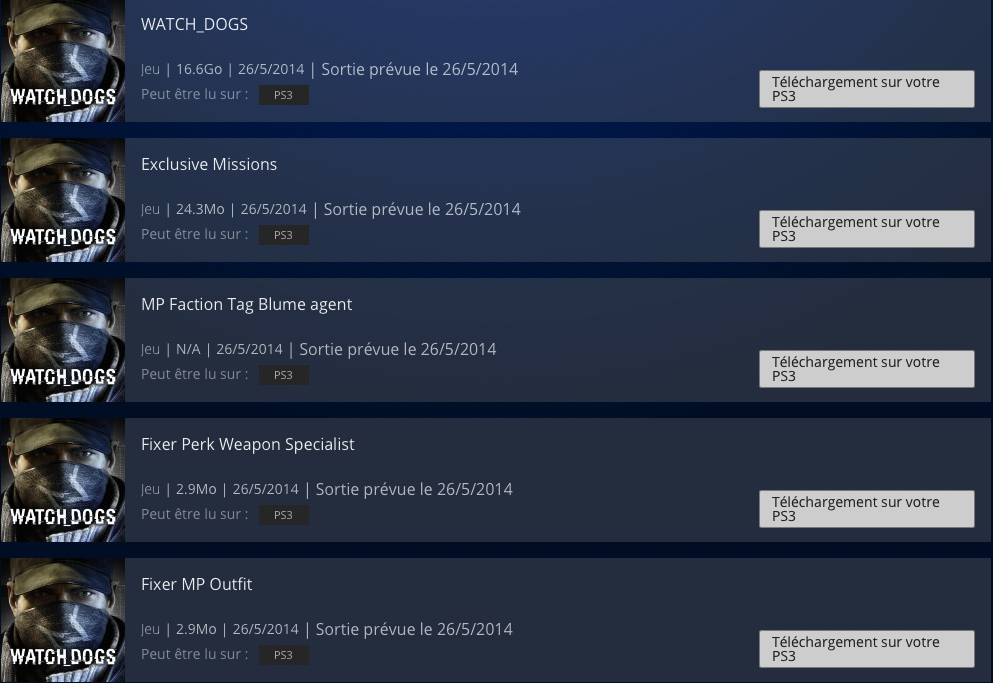 WATCH_DOGS
Jeu | 16.6Go | 26/5/2014 | Sortie prévue le 26/5/2014
Peut être lu sur : PS3
Téléchargement sur votre
PS3
WATCH_DOGS
Exclusive Missions
Jeu | 24.3Mo | 26/5/2014 | Sortie prévue le 26/5/2014
Peut être lu sur : PS3
Téléchargement sur votre
PS3
WATCH_DOGS
MP Faction Tag Blume agent
Jeu | N/A | 26/5/2014 | Sortie prévue le 26/5/2014
Peut être lu sur : PS3
Téléchargement sur votre
PS3
WATCH_DOGS
Fixer Perk Weapon Specialist
Jeu | 2.9Mo | 26/5/2014 | Sortie prévue le 26/5/2014
Peut être lu sur : PS3
Téléchargement sur votre
PS3
WATCH_DOGS
Fixer MP Outfit
Jeu | 2.9Mo | 26/5/2014 | Sortie prévue le 26/5/2014
Peut être lu sur : PS3
Téléchargement sur votre
PS3
WATCH_DOGS